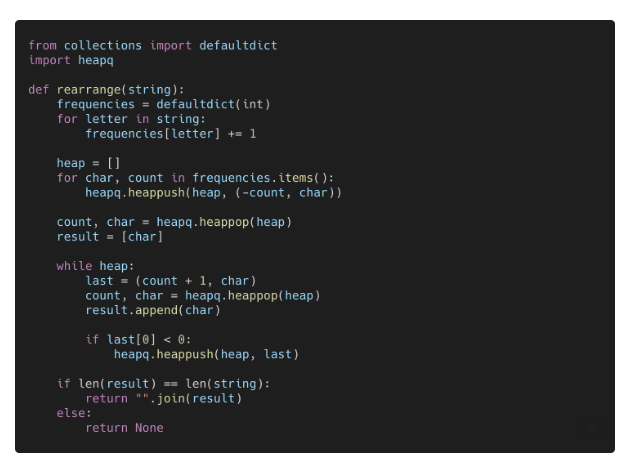 from collections import defaultdict
import heapq
def rearrange(string):
    frequencies = defaultdict(int)
    for letter in string:
        frequencies[letter] += 1
    heap = []
    for char, count in frequencies.items():
        heapq.heappush(heap, (-count, char))
    count, char = heapq.heappop(heap)
    result = [char]
    while heap:
        last = (count + 1, char)
        count, char = heapq.heappop(heap)
        result.append(char)
        if last[0] < 0:
            heapq.heappush(heap, last)
    if len(result) == len(string):
        return "".join(result)
    else:
        return None